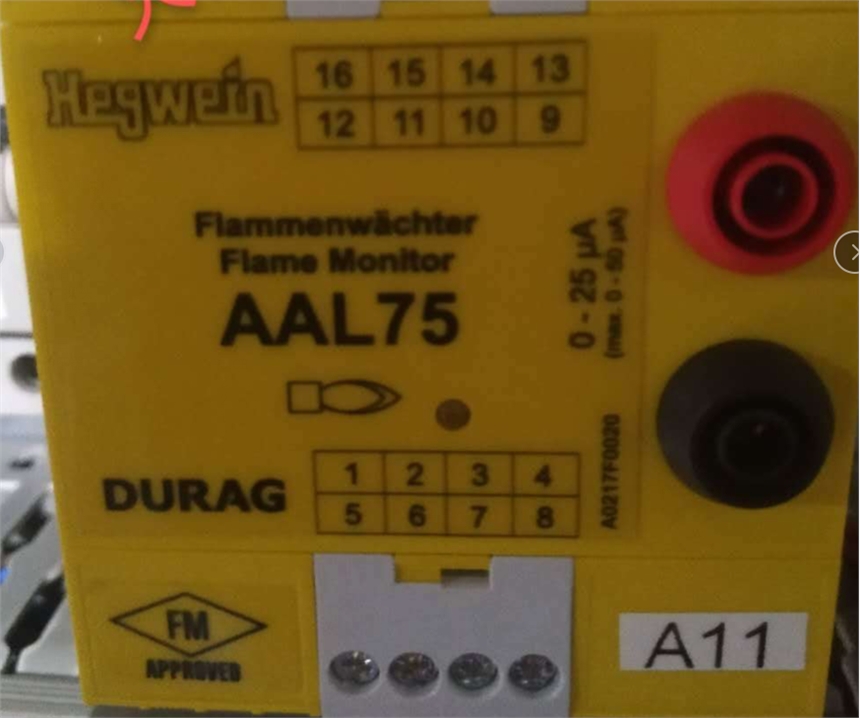 Hegwein
16 15 14 13
12 11 10 9
Flammenwächter
Flame Monitor
AAL75
0 - 25 µA
(max. 0 - 50 µA)
DURAG
1 2 3 4
5 6 7 8
A0217F0020
FM
APPROVED
A11